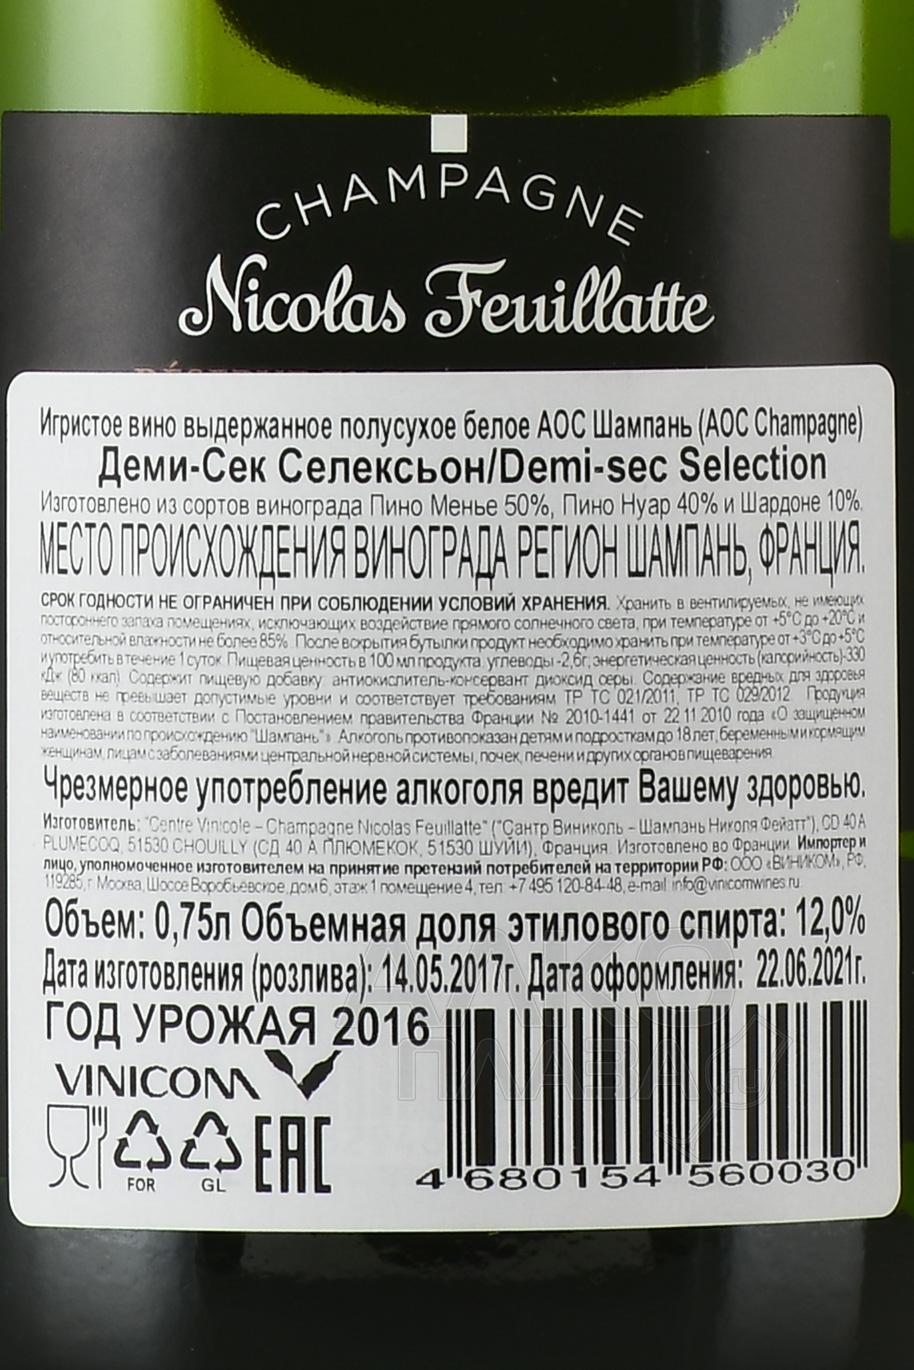 CHAMPAGNE
Nicolas Feuillatte
Игристое вино выдержанное полусухое белое АОС Шампань (AOC Champagne)
Деми-Сек Селексьон/Demi-sec Selection
Изготовлено из сортов винограда Пино Менье 50%, Пино Нуар 40% и Шардоне 10%.
МЕСТО ПРОИСХОЖДЕНИЯ ВИНОГРАДА РЕГИОН ШАМПАНЬ, ФРАНЦИЯ.
СРОК ГОДНОСТИ НЕ ОГРАНИЧЕН ПРИ СОБЛЮДЕНИИ УСЛОВИЙ ХРАНЕНИЯ. Хранить в вентилируемых, не имеющих
постороннего запаха помещениях, исключающих воздействие прямого солнечного света, при температуре от +5°С до +20°С и
относительной влажности не более 85%. После вскрытия бутылки продукт необходимо хранить при температуре от +3°С до +5°С
и употребить в течение 1 суток. Пищевая ценность в 100 мл продукта: углеводы -2,6г; энергетическая ценность (калорийность)-330
кДж (80 ккал). Содержит пищевую добавку: антиокислитель-консервант диоксид серы. Содержание вредных для здоровья
веществ не превышает допустимые уровни и соответствует требованиям ТР ТС 021/2011, ТР ТС 029/2012. Продукция
изготовлена в соответствии с Постановлением правительства Франции № 2010-1441 от 22.11.2010 года «О защищенном
наименовании по происхождению "Шампань"». Алкоголь противопоказан детям и подросткам до 18 лет, беременным и кормящим
женщинам, лицам с заболеваниями центральной нервной системы, почек, печени и других органов пищеварения.
Чрезмерное употребление алкоголя вредит Вашему здоровью.
Изготовитель: "Centre Vinicole – Champagne Nicolas Feuillatte" ("Сантр Виниколь – Шампань Николя Фейатт"), CD 40 A
PLUMECOQ, 51530 CHOUILLY (СД 40 А ПЛЮМЕКОК, 51530 ШУЙИ), Франция. Изготовлено во Франции. Импортер и
лицо, уполномоченное изготовителем на принятие претензий потребителей на территории РФ: ООО «ВИНИКОМ», РФ,
119285, г. Москва, Шоссе Воробьевское, дом 6, этаж 1 помещение 4, тел: +7 495 120-84-48, e-mail: info@vinicomwines.ru
Объем: 0,75л Объемная доля этилового спирта: 12,0%
Дата изготовления (розлива): 14.05.2017г. Дата оформления: 22.06.2021г.
ГОД УРОЖАЯ 2016
VINICOM
FOR
GL
EAC
4 680154 560030
АЛКО
ПЛАЗА.ru